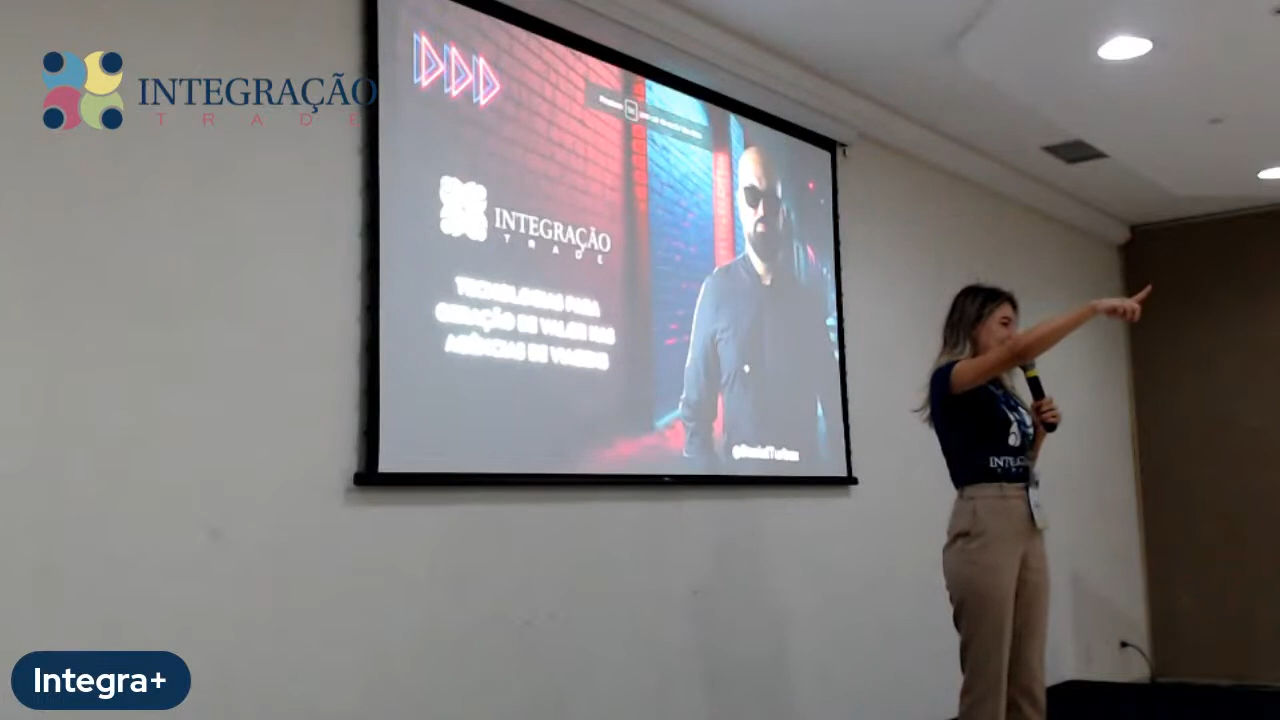 INTEGRAÇÃO
TRADE
INTEGRAÇÃO
TRADE
TECNOLOGIAS PARA
GERAÇÃO DE VALOR NAS
AGÊNCIAS DE VIAGENS
Integra+